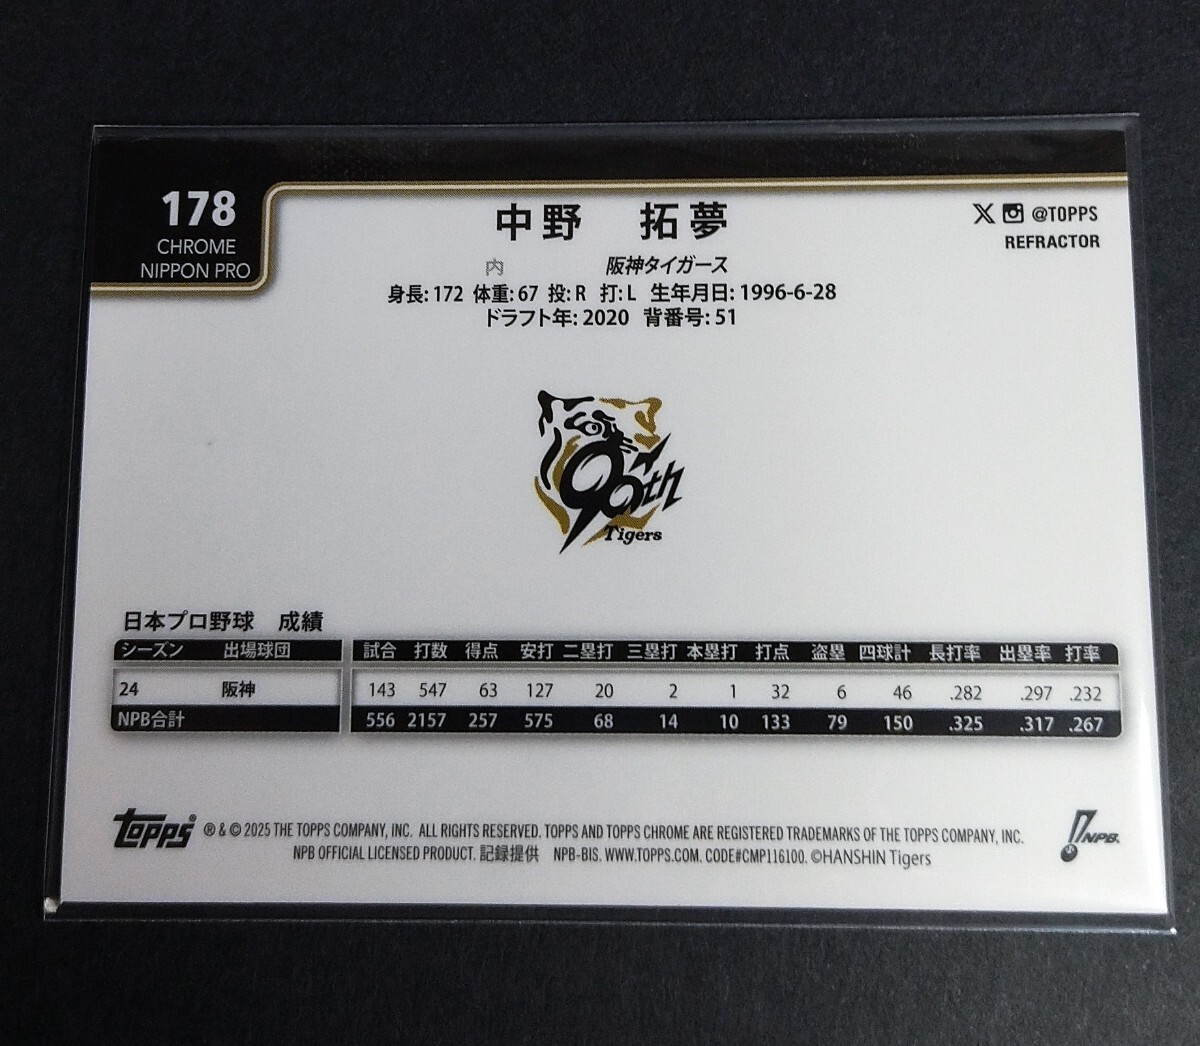 178
CHROME
NIPPON PRO
中野 拓夢
@TOPPS
REFRACTOR
内 阪神タイガース
身長: 172 体重: 67 投: R 打: L 生年月日: 1996-6-28
ドラフト年: 2020 背番号: 51
90th
Tigers
日本プロ野球 成績
シーズン 出場球団 試合 打数 得点 安打 二塁打 三塁打 本塁打 打点 盗塁 四球計 長打率 出塁率 打率
24 阪神 143 547 63 127 20 2 1 32 6 46 .282 .297 .232
NPB合計 556 2157 257 575 68 14 10 133 79 150 .325 .317 .267
topps ® & © 2025 THE TOPPS COMPANY, INC. ALL RIGHTS RESERVED. TOPPS AND TOPPS CHROME ARE REGISTERED TRADEMARKS OF THE TOPPS COMPANY, INC.
NPB OFFICIAL LICENSED PRODUCT. 記録提供 NPB-BIS. WWW.TOPPS.COM. CODE#CMP116100. ©HANSHIN Tigers
NPB.